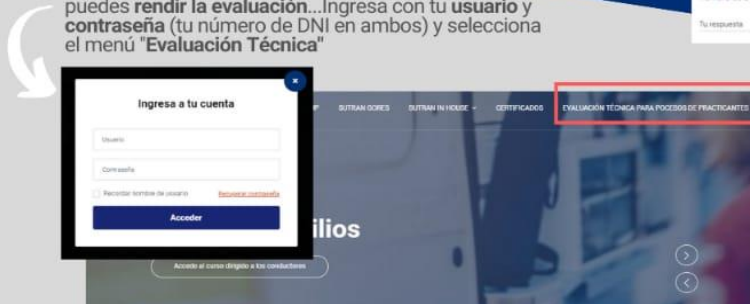 puedes rendir la evaluación...Ingresa con tu usuario y
contraseña (tu número de DNI en ambos) y selecciona
el menú "Evaluación Técnica"
Tu respuesta
Ingresa a tu cuenta
Usuario
Contraseña
Recordar nombre de usuario
Recuperar contraseña
Acceder
SUTRAN GORES
SUTRAN IN HOUSE
CERTIFICADOS
EVALUACIÓN TÉCNICA PARA POCESOS DE PRACTICANTES
ilios
Accede al curso dirigido a los conductores